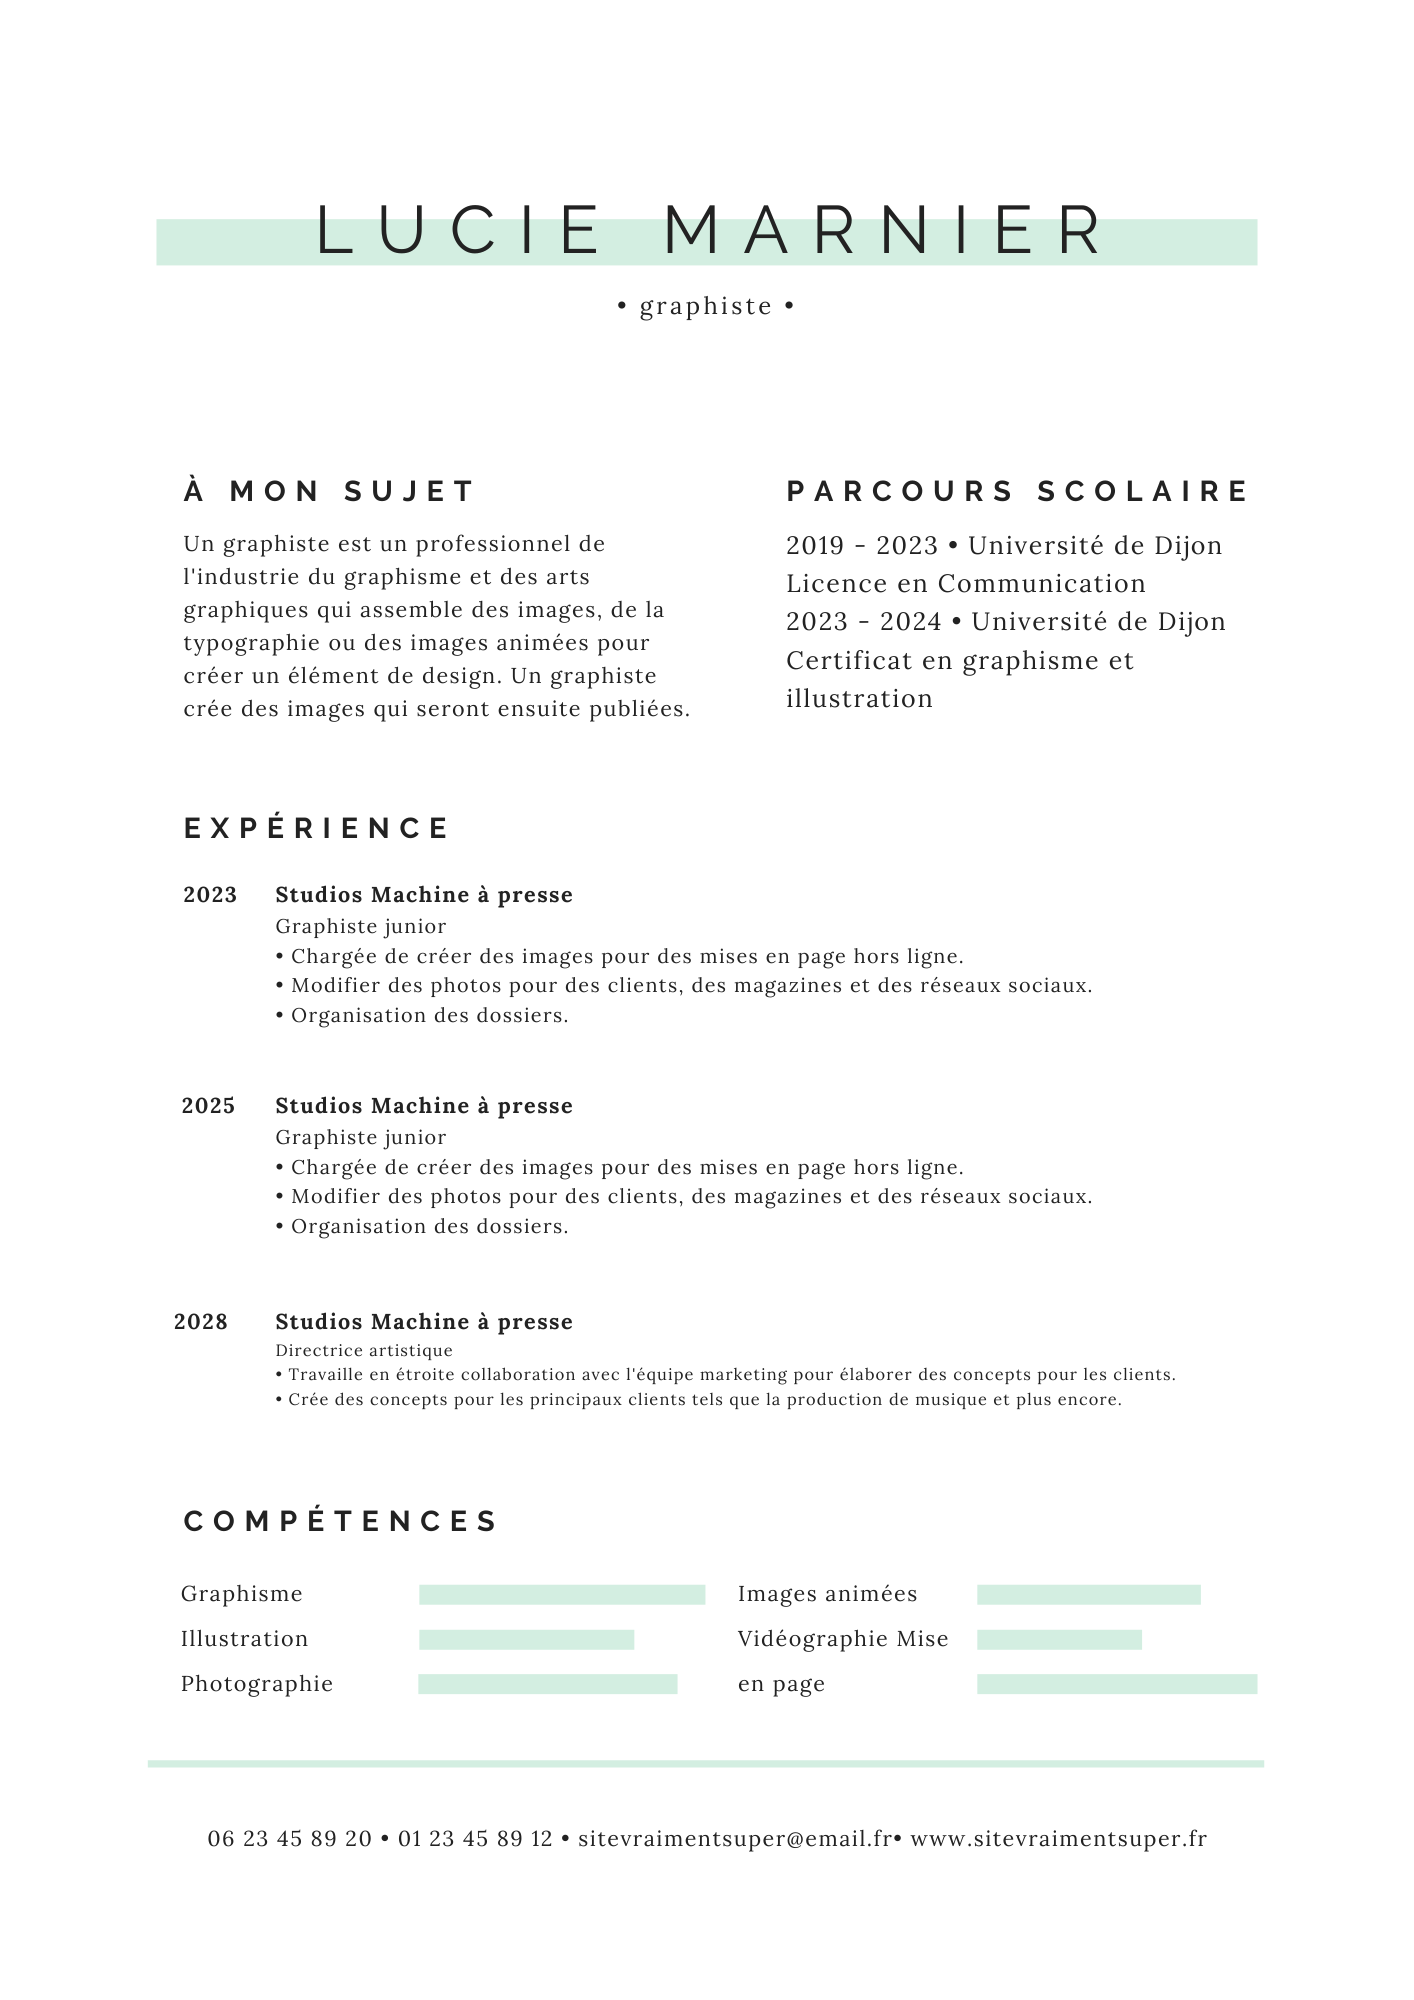 LUCIE MARNIER
• graphiste •
À MON SUJET
Un graphiste est un professionnel de
l'industrie du graphisme et des arts
graphiques qui assemble des images, de la
typographie ou des images animées pour
créer un élément de design. Un graphiste
crée des images qui seront ensuite publiées.
PARCOURS SCOLAIRE
2019 - 2023 • Université de Dijon
Licence en Communication
2023 - 2024 • Université de Dijon
Certificat en graphisme et
illustration
EXPÉRIENCE
2023 Studios Machine à presse
Graphiste junior
• Chargée de créer des images pour des mises en page hors ligne.
• Modifier des photos pour des clients, des magazines et des réseaux sociaux.
• Organisation des dossiers.
2025 Studios Machine à presse
Graphiste junior
• Chargée de créer des images pour des mises en page hors ligne.
• Modifier des photos pour des clients, des magazines et des réseaux sociaux.
• Organisation des dossiers.
2028 Studios Machine à presse
Directrice artistique
• Travaille en étroite collaboration avec l'équipe marketing pour élaborer des concepts pour les clients.
• Crée des concepts pour les principaux clients tels que la production de musique et plus encore.
COMPÉTENCES
Graphisme
Illustration
Photographie
Images animées
Vidéographie Mise
en page
06 23 45 89 20 • 01 23 45 89 12 • sitevraimentsuper@email.fr• www.sitevraimentsuper.fr